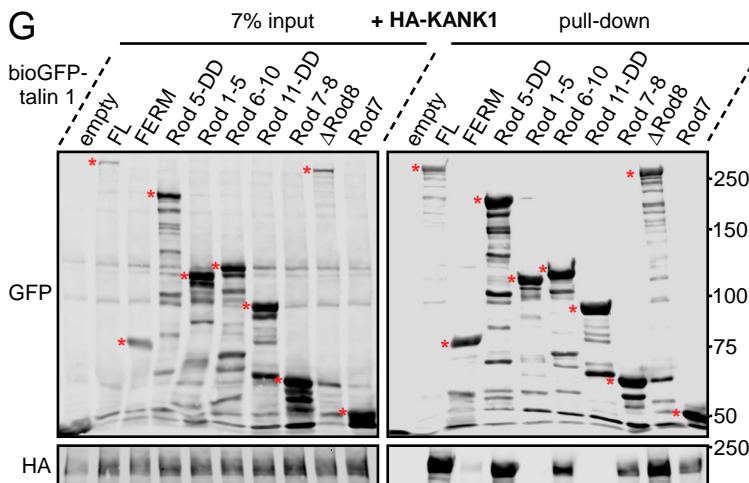 G
7% input + HA-KANK1 pull-down
bioGFP-
talin 1
empty FL FERM Rod 5-DD Rod 1-5 Rod 6-10 Rod 11-DD Rod 7-8 ΔRod8 Rod7
empty FL FERM Rod 5-DD Rod 1-5 Rod 6-10 Rod 11-DD Rod 7-8 ΔRod8 Rod7
* * * * * * * * * *
* * * * * * * * *
GFP
250
150
100
75
50
HA
250